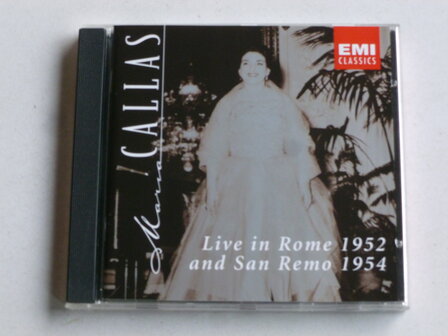 EMI
CLASSICS
Maria CALLAS
Live in Rome 1952
and San Remo 1954